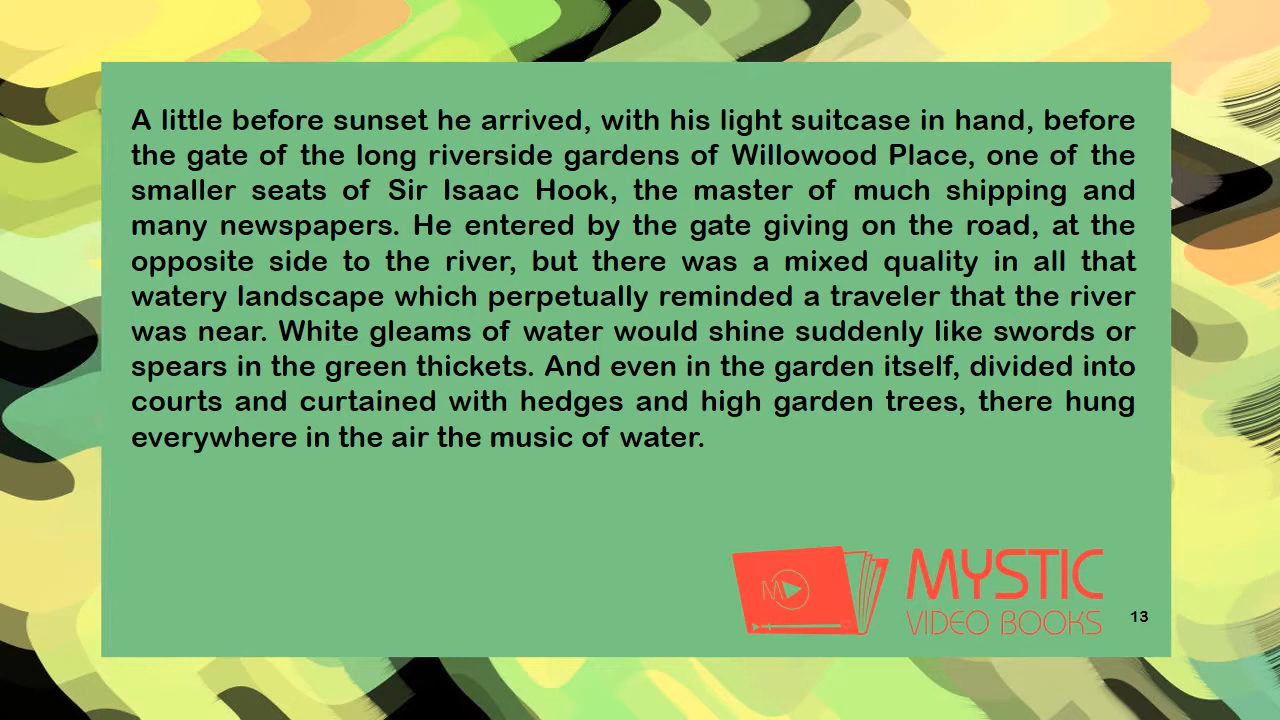 A little before sunset he arrived, with his light suitcase in hand, before
the gate of the long riverside gardens of Willowood Place, one of the
smaller seats of Sir Isaac Hook, the master of much shipping and
many newspapers. He entered by the gate giving on the road, at the
opposite side to the river, but there was a mixed quality in all that
watery landscape which perpetually reminded a traveler that the river
was near. White gleams of water would shine suddenly like swords or
spears in the green thickets. And even in the garden itself, divided into
courts and curtained with hedges and high garden trees, there hung
everywhere in the air the music of water.
M
MYSTIC
VIDEO BOOKS
13